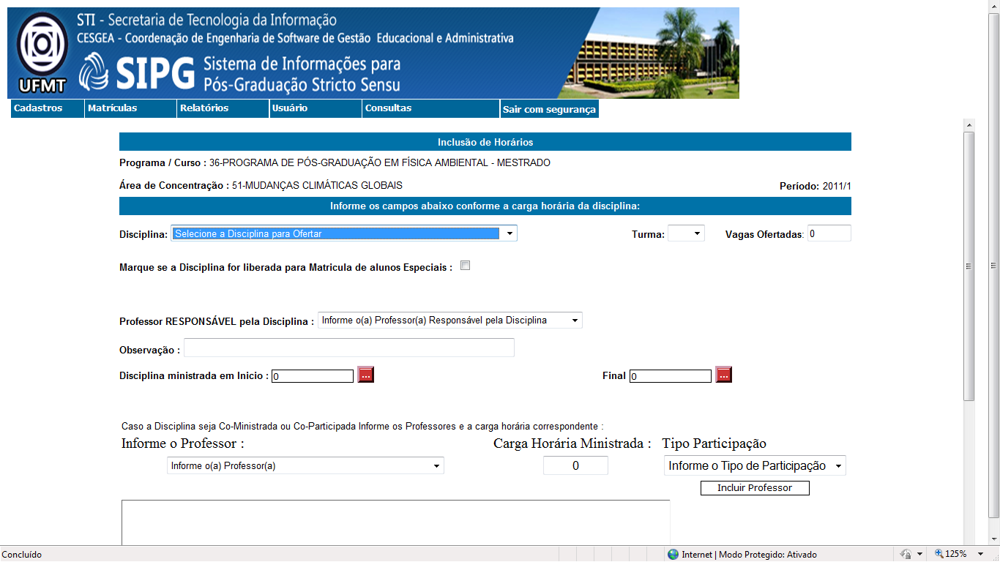 STI - Secretaria de Tecnologia da Informação
CESGEA - Coordenação de Engenharia de Software de Gestão Educacional e Administrativa
UFMT
SIPG
Sistema de Informações para
Pós-Graduação Stricto Sensu
Cadastros Matrículas Relatórios Usuário Consultas Sair com segurança
Inclusão de Horários
Programa / Curso : 36-PROGRAMA DE PÓS-GRADUAÇÃO EM FÍSICA AMBIENTAL - MESTRADO
Área de Concentração : 51-MUDANÇAS CLIMÁTICAS GLOBAIS Período: 2011/1
Informe os campos abaixo conforme a carga horária da disciplina:
Disciplina: Selecione a Disciplina para Ofertar Turma: Vagas Ofertadas: 0
Marque se a Disciplina for liberada para Matricula de alunos Especiais :
Professor RESPONSÁVEL pela Disciplina : Informe o(a) Professor(a) Responsável pela Disciplina
Observação :
Disciplina ministrada em Inicio : 0 ... Final 0 ...
Caso a Disciplina seja Co-Ministrada ou Co-Participada Informe os Professores e a carga horária correspondente :
Informe o Professor : Carga Horária Ministrada : Tipo Participação
Informe o(a) Professor(a) 0 Informe o Tipo de Participação
Incluir Professor
Concluído Internet | Modo Protegido: Ativado 125%